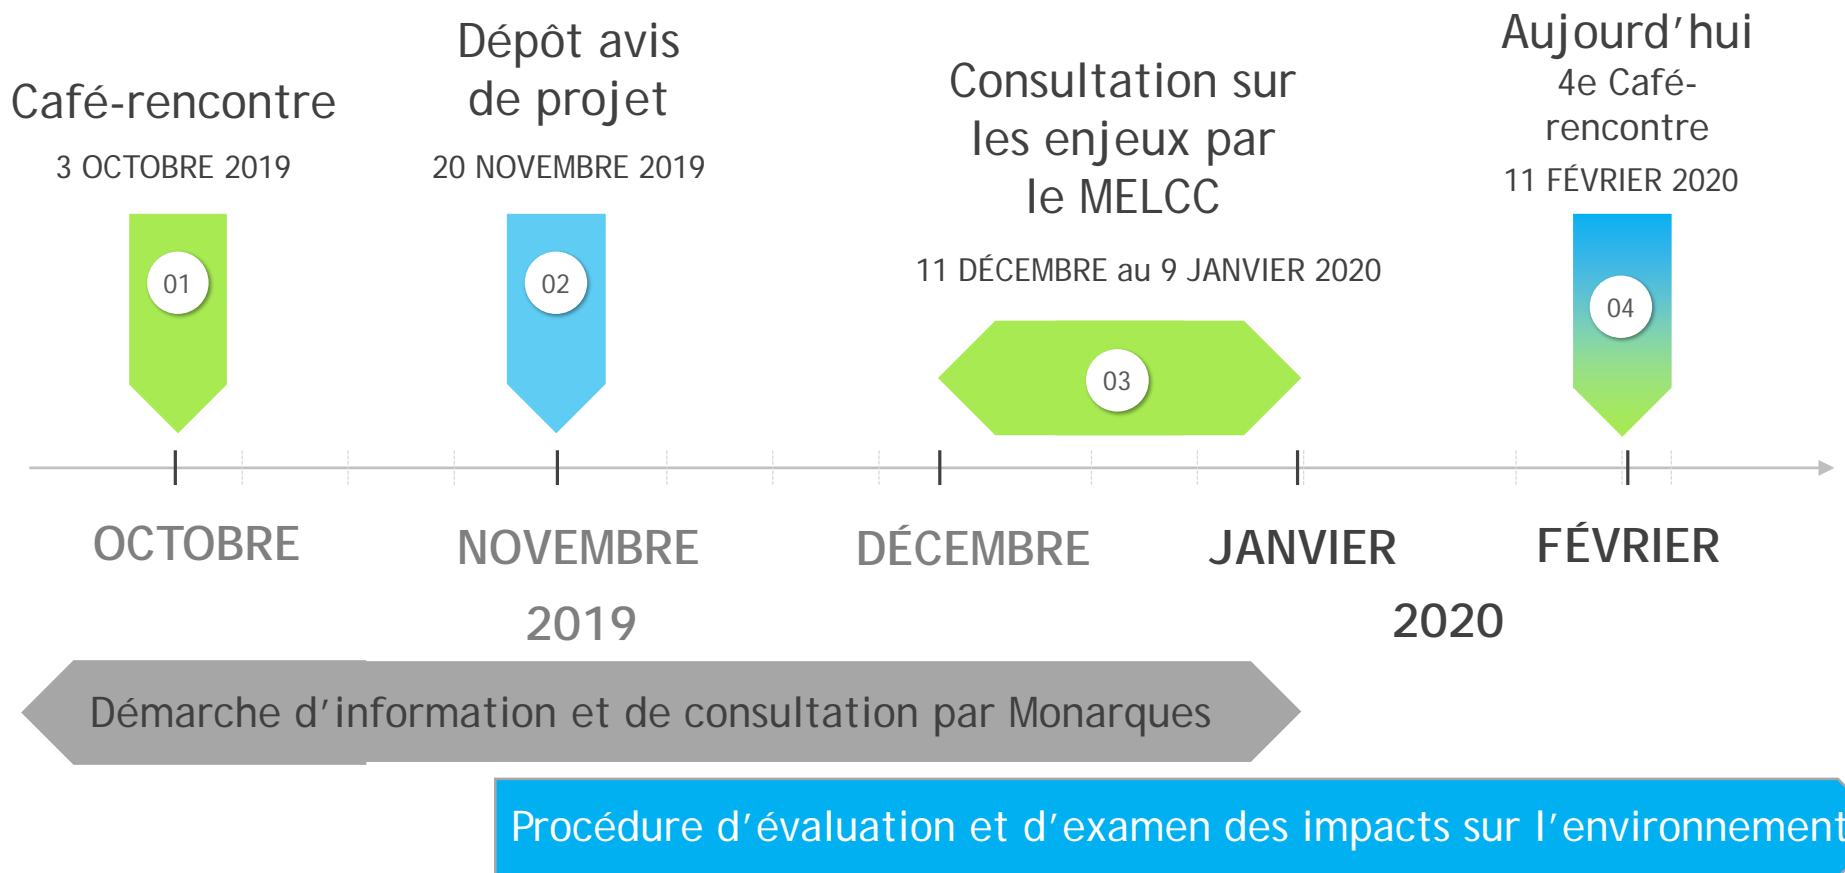 Café-rencontre
3 OCTOBRE 2019
Dépôt avis
de projet
20 NOVEMBRE 2019
Consultation sur
les enjeux par
le MELCC
11 DÉCEMBRE au 9 JANVIER 2020
Aujourd’hui
4e Café-
rencontre
11 FÉVRIER 2020
01
02
03
04
OCTOBRE
NOVEMBRE
DÉCEMBRE
JANVIER
FÉVRIER
2019
2020
Démarche d’information et de consultation par Monarques
Procédure d’évaluation et d’examen des impacts sur l’environnement